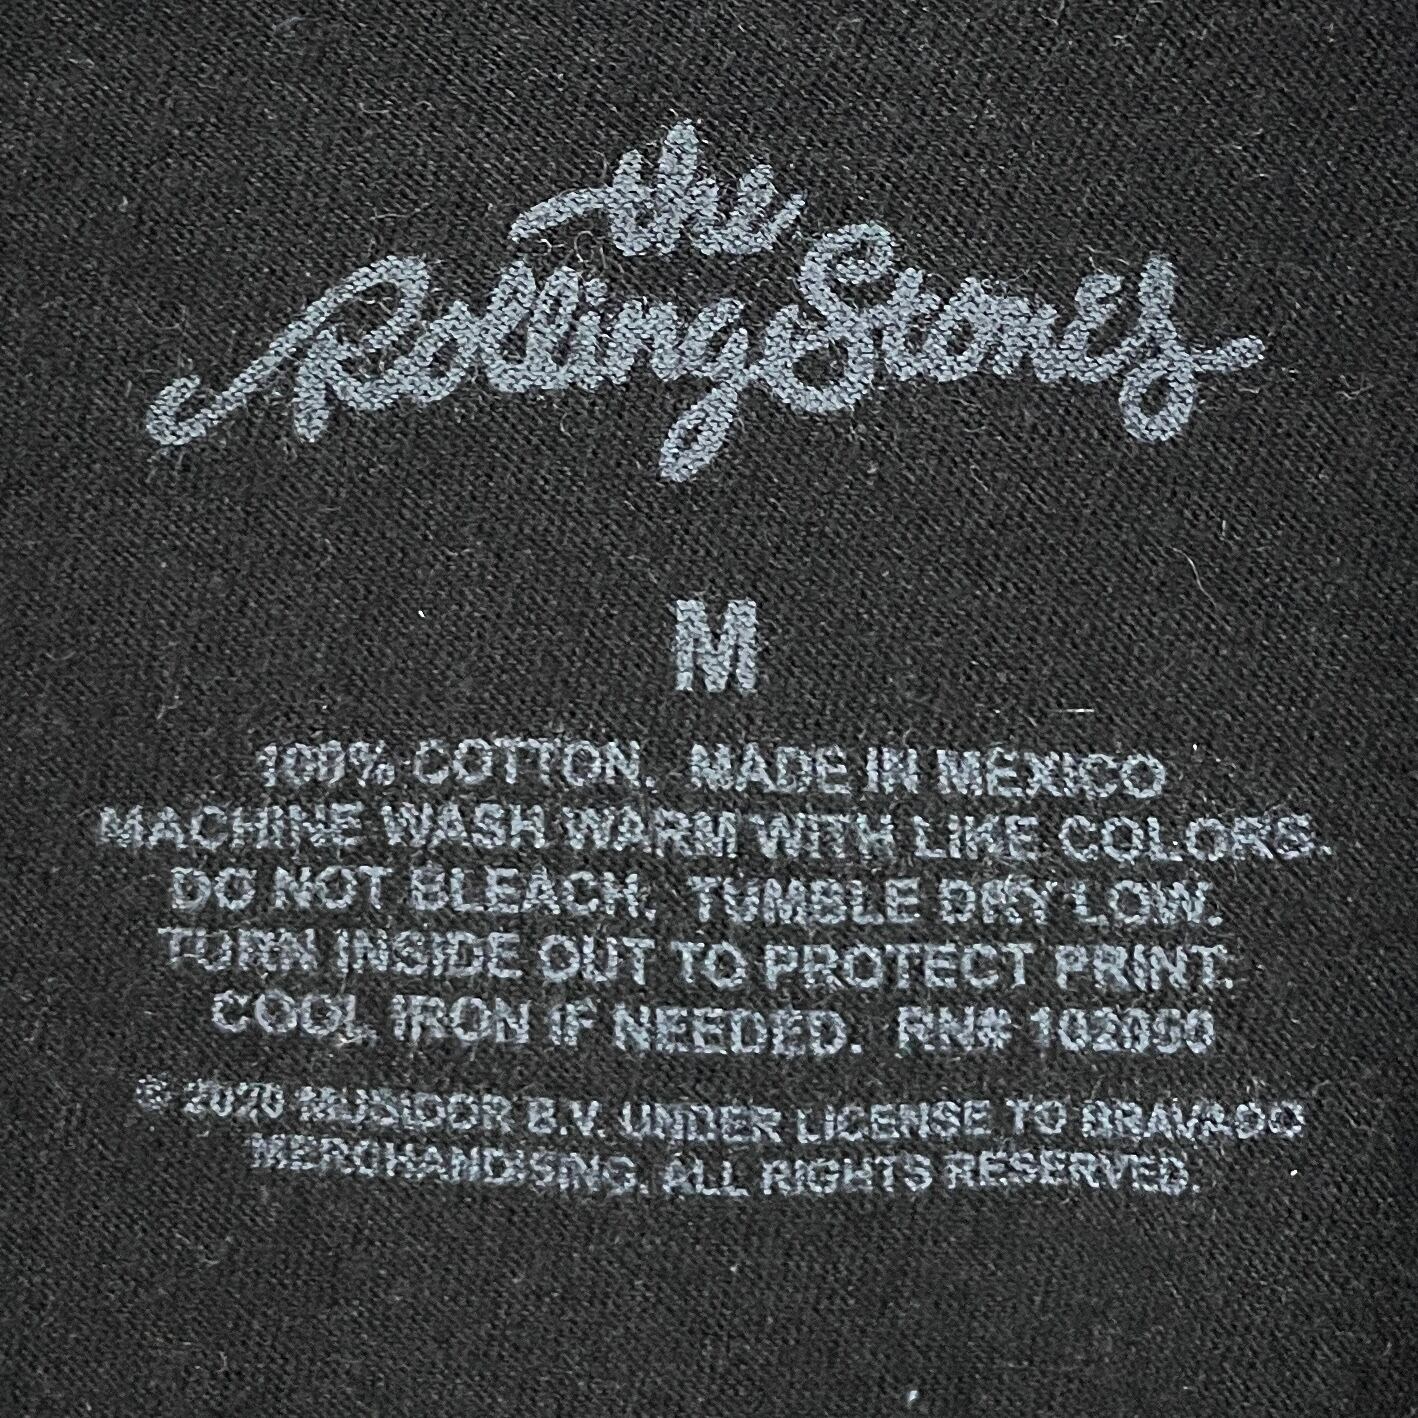 the
Rolling Stones
M
100% COTTON. MADE IN MEXICO
MACHINE WASH WARM WITH LIKE COLORS.
DO NOT BLEACH. TUMBLE DRY LOW.
TURN INSIDE OUT TO PROTECT PRINT.
COOL IRON IF NEEDED. RN# 102090
© 2020 MUSIDOR B.V. UNDER LICENSE TO BRAVADO
MERCHANDISING. ALL RIGHTS RESERVED.